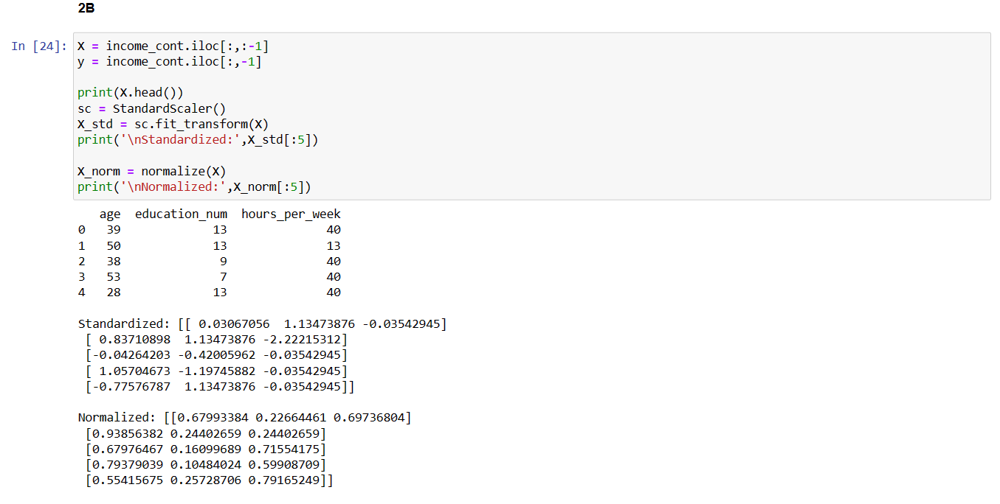 2B
In [24]: X = income_cont.iloc[:,:-1]
y = income_cont.iloc[:,-1]
print(X.head())
sc = StandardScaler()
X_std = sc.fit_transform(X)
print('\nStandardized:',X_std[:5])
X_norm = normalize(X)
print('\nNormalized:',X_norm[:5])
age education_num hours_per_week
0 39 13 40
1 50 13 13
2 38 9 40
3 53 7 40
4 28 13 40
Standardized: [[ 0.03067056 1.13473876 -0.03542945]
[ 0.83710898 1.13473876 -2.22215312]
[-0.04264203 -0.42005962 -0.03542945]
[ 1.05704673 -1.19745882 -0.03542945]
[-0.77576787 1.13473876 -0.03542945]]
Normalized: [[0.67993384 0.22664461 0.69736804]
[0.93856382 0.24402659 0.24402659]
[0.67976467 0.16099689 0.71554175]
[0.79379039 0.10484024 0.59908709]
[0.55415675 0.25728706 0.79165249]]